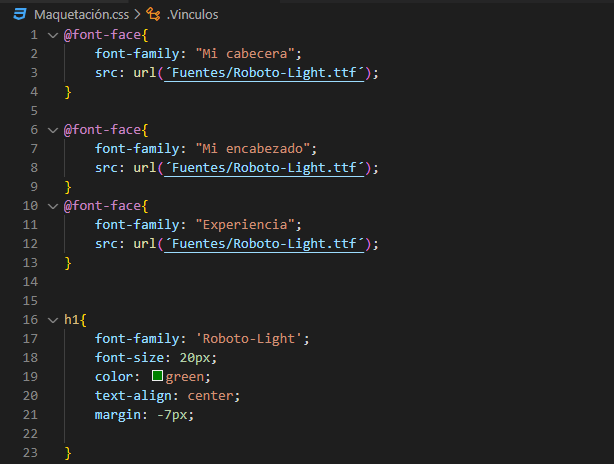 Maquetación.css > .Vinculos
1 @font-face{
2 font-family: "Mi cabecera";
3 src: url(´Fuentes/Roboto-Light.ttf´);
4 }
5
6 @font-face{
7 font-family: "Mi encabezado";
8 src: url(´Fuentes/Roboto-Light.ttf´);
9 }
10 @font-face{
11 font-family: "Experiencia";
12 src: url(´Fuentes/Roboto-Light.ttf´);
13 }
14
15
16 h1{
17 font-family: 'Roboto-Light';
18 font-size: 20px;
19 color: green;
20 text-align: center;
21 margin: -7px;
22
23 }